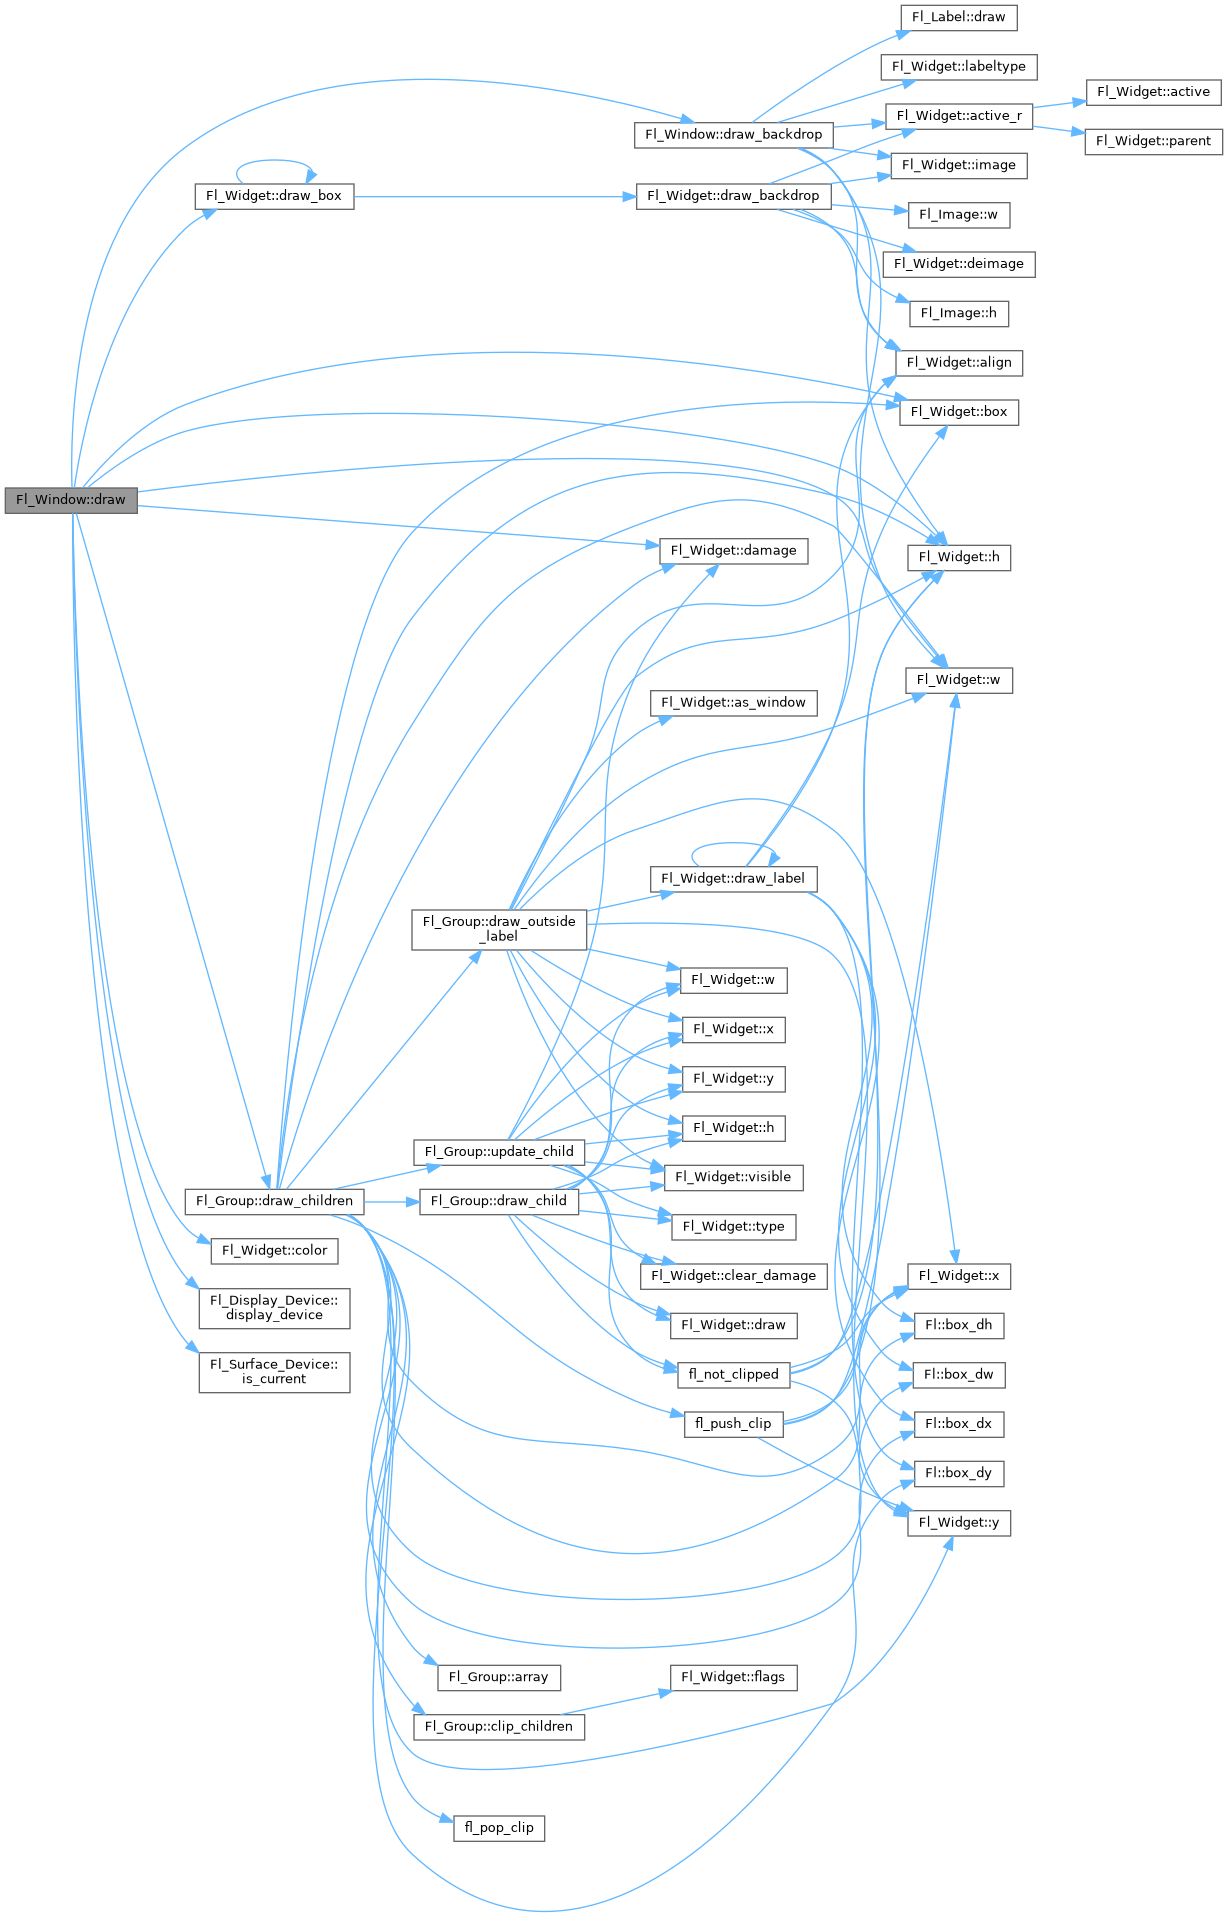 Fl_Label::draw
Fl_Widget::labeltype
Fl_Widget::active
Fl_Widget::active_r
Fl_Window::draw_backdrop
Fl_Widget::parent
Fl_Widget::image
Fl_Widget::draw_box
Fl_Widget::draw_backdrop
Fl_Image::w
Fl_Widget::deimage
Fl_Image::h
Fl_Widget::align
Fl_Widget::box
Fl_Window::draw
Fl_Widget::damage
Fl_Widget::h
Fl_Widget::w
Fl_Widget::as_window
Fl_Widget::draw_label
Fl_Group::draw_outside
_label
Fl_Widget::w
Fl_Widget::x
Fl_Widget::y
Fl_Widget::h
Fl_Group::update_child
Fl_Widget::visible
Fl_Group::draw_children
Fl_Group::draw_child
Fl_Widget::type
Fl_Widget::color
Fl_Widget::clear_damage
Fl_Widget::x
Fl_Display_Device::
display_device
Fl_Widget::draw
Fl::box_dh
Fl_Surface_Device::
is_current
fl_not_clipped
Fl::box_dw
fl_push_clip
Fl::box_dx
Fl::box_dy
Fl_Widget::y
Fl_Group::array
Fl_Widget::flags
Fl_Group::clip_children
fl_pop_clip